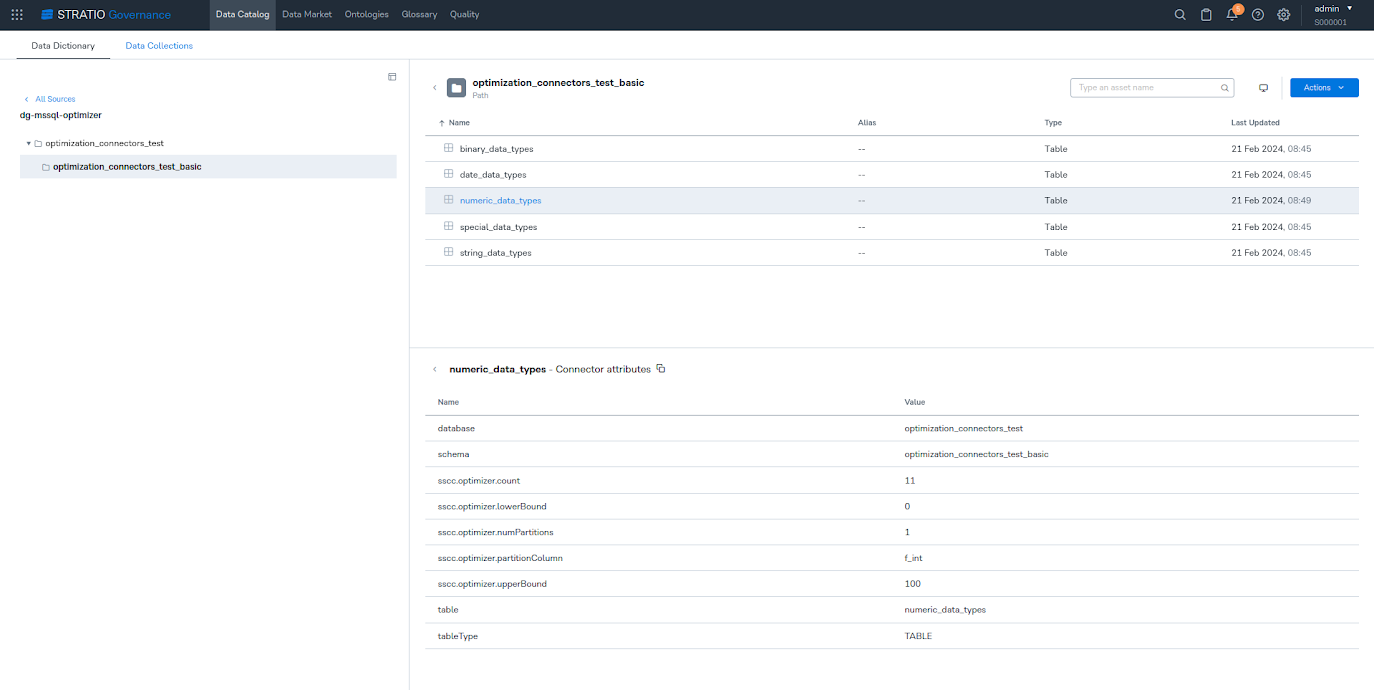 STRATIO Governance Data Catalog Data Market Ontologies Glossary Quality 5 admin
S000001
Data Dictionary Data Collections
All Sources
dg-mssql-optimizer
optimization_connectors_test
optimization_connectors_test_basic
optimization_connectors_test_basic
Path
Type an asset name
Actions
Name Alias Type Last Updated
binary_data_types -- Table 21 Feb 2024, 08:45
date_data_types -- Table 21 Feb 2024, 08:45
numeric_data_types -- Table 21 Feb 2024, 08:49
special_data_types -- Table 21 Feb 2024, 08:45
string_data_types -- Table 21 Feb 2024, 08:45
numeric_data_types - Connector attributes
Name Value
database optimization_connectors_test
schema optimization_connectors_test_basic
sscc.optimizer.count 11
sscc.optimizer.lowerBound 0
sscc.optimizer.numPartitions 1
sscc.optimizer.partitionColumn f_int
sscc.optimizer.upperBound 100
table numeric_data_types
tableType TABLE